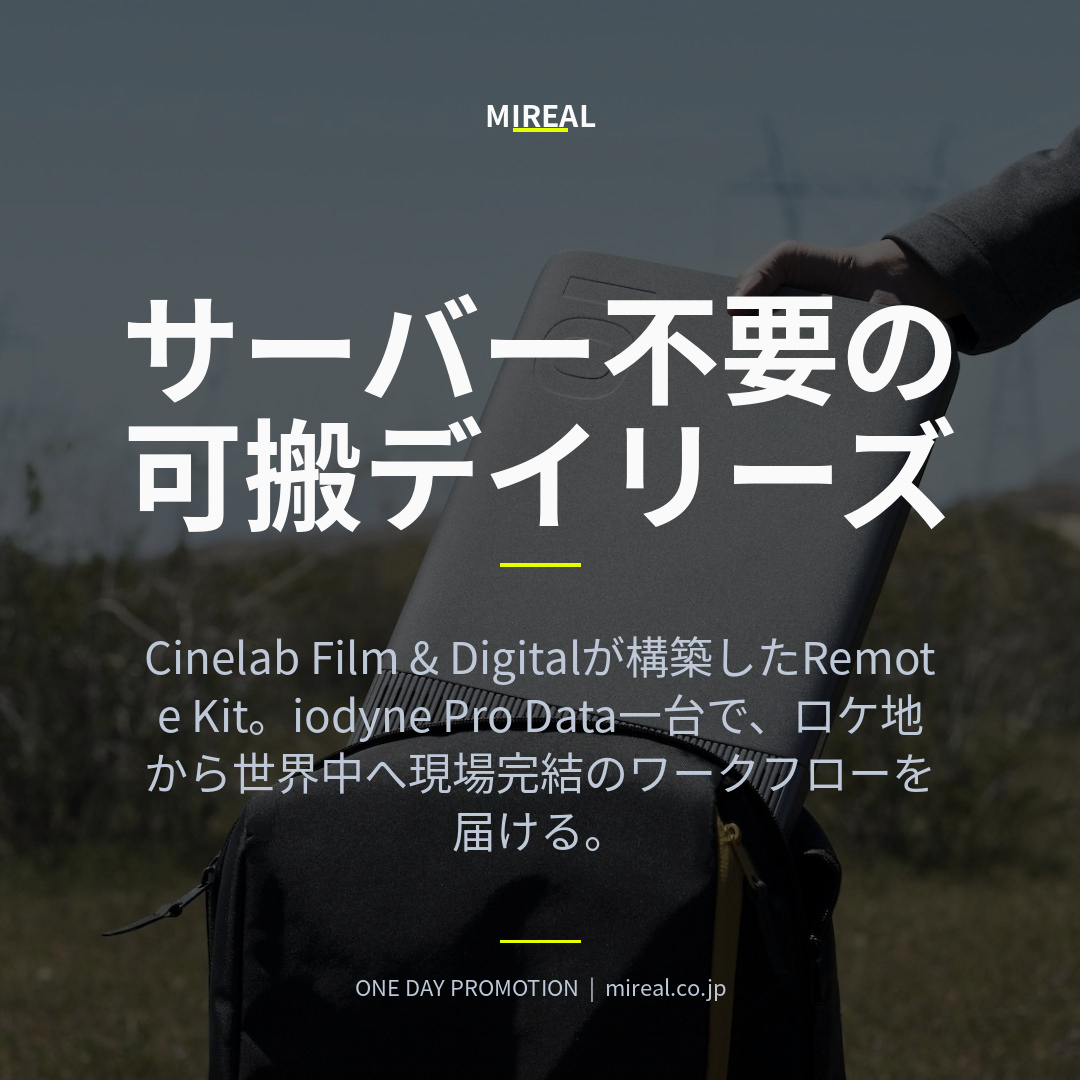 MIREAL
サーバー不要の
可搬デイリーズ
Cinelab Film & Digitalが構築したRemot
e Kit。iodyne Pro Data一台で、ロケ地
から世界中へ現場完結のワークフローを
届ける。
ONE DAY PROMOTION | mireal.co.jp